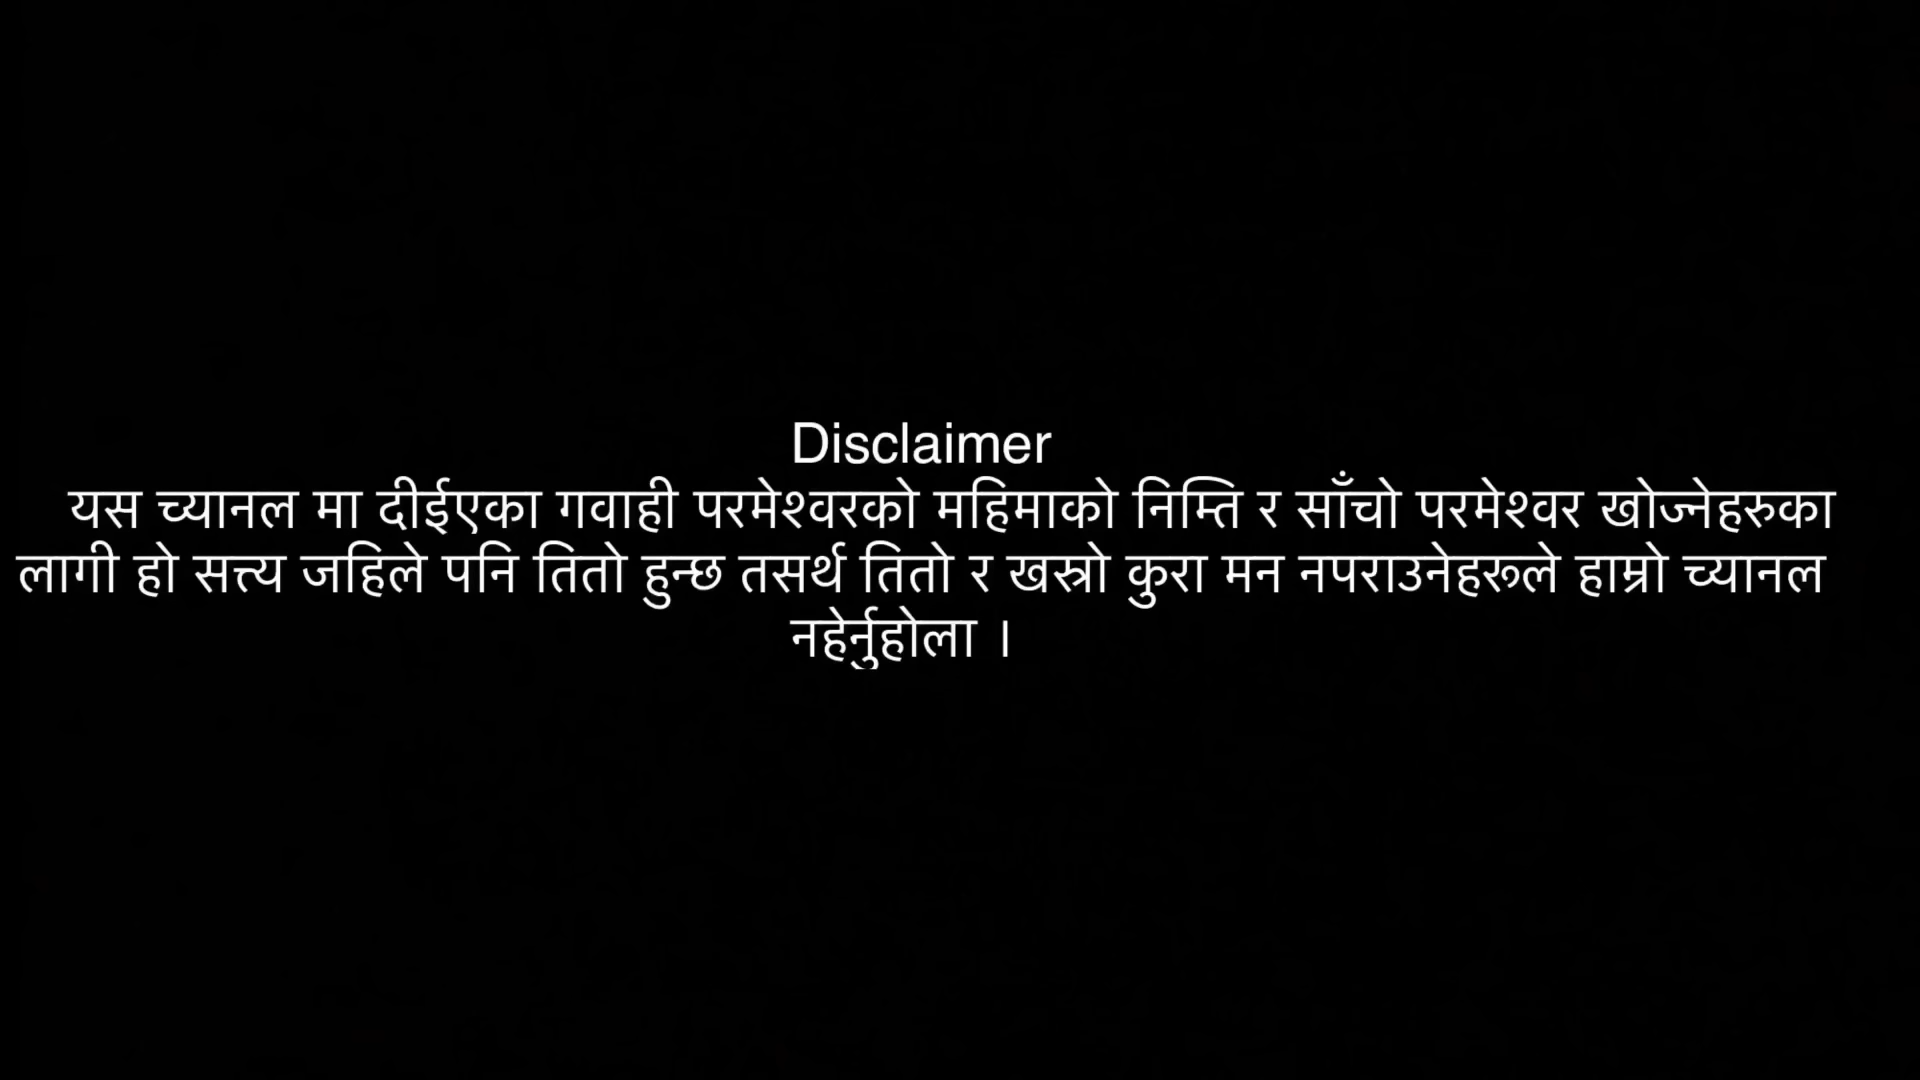 Disclaimer
यस च्यानल मा दीईएका गवाही परमेश्वरको महिमाको निम्ति र साँचो परमेश्वर खोज्नेहरुका
लागी हो सत्त्य जहिले पनि तितो हुन्छ तसर्थ तितो र खस्रो कुरा मन नपराउनेहरूले हाम्रो च्यानल
नहेर्नुहोला ।